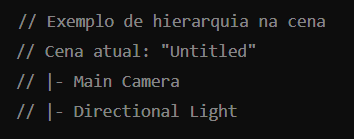 // Exemplo de hierarquia na cena
// Cena atual: "Untitled"
// |- Main Camera
// |- Directional Light